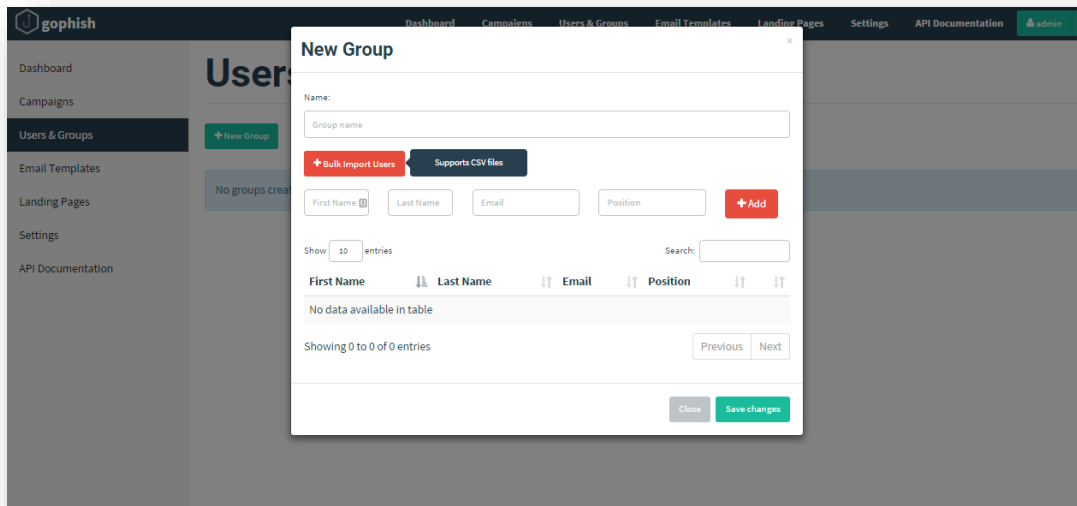 gophish
Dashboard Campaigns Users & Groups Email Templates Landing Pages Settings API Documentation admin
Dashboard
Campaigns
Users & Groups
Email Templates
Landing Pages
Settings
API Documentation
User
New Group
No groups creat
New Group
×
Name:
Group name
Bulk Import Users Supports CSV files
First Name Last Name Email Position Add
Show 10 entries Search:
First Name Last Name Email Position
No data available in table
Showing 0 to 0 of 0 entries Previous Next
Close Save changes